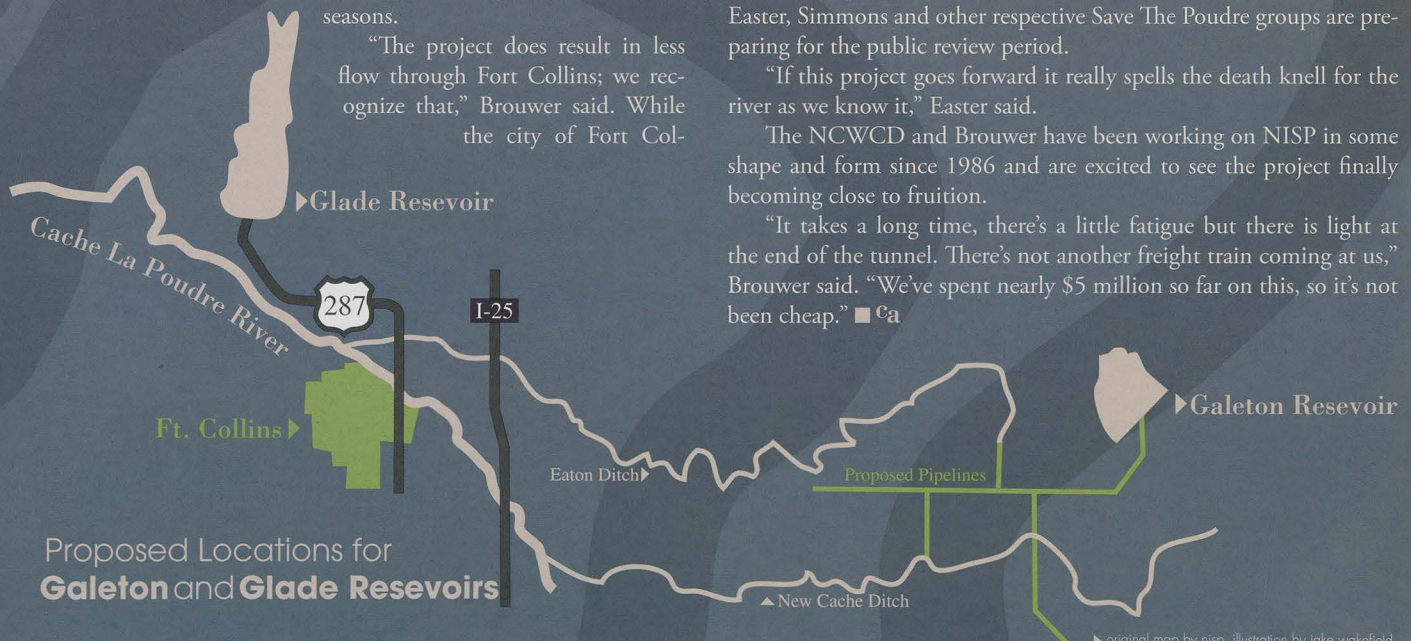 seasons.
“The project does result in less
flow through Fort Collins; we rec-
ognize that,” Brouwer said. While
the city of Fort Col-
Easter, Simmons and other respective Save The Poudre groups are pre-
paring for the public review period.
“If this project goes forward it really spells the death knell for the
river as we know it,” Easter said.
The NCWCD and Brouwer have been working on NISP in some
shape and form since 1986 and are excited to see the project finally
becoming close to fruition.
“It takes a long time, there’s a little fatigue but there is light at
the end of the tunnel. There’s not another freight train coming at us,”
Brouwer said. “We’ve spent nearly $5 million so far on this, so it’s not
been cheap.” ■ ca
Glade Resevoir
Cache La Poudre River
287
I-25
Ft. Collins
Galeton Resevoir
Eaton Ditch
Proposed Pipelines
New Cache Ditch
Proposed Locations for
Galeton and Glade Resevoirs
original map by nisp, illustration by jake wakefield